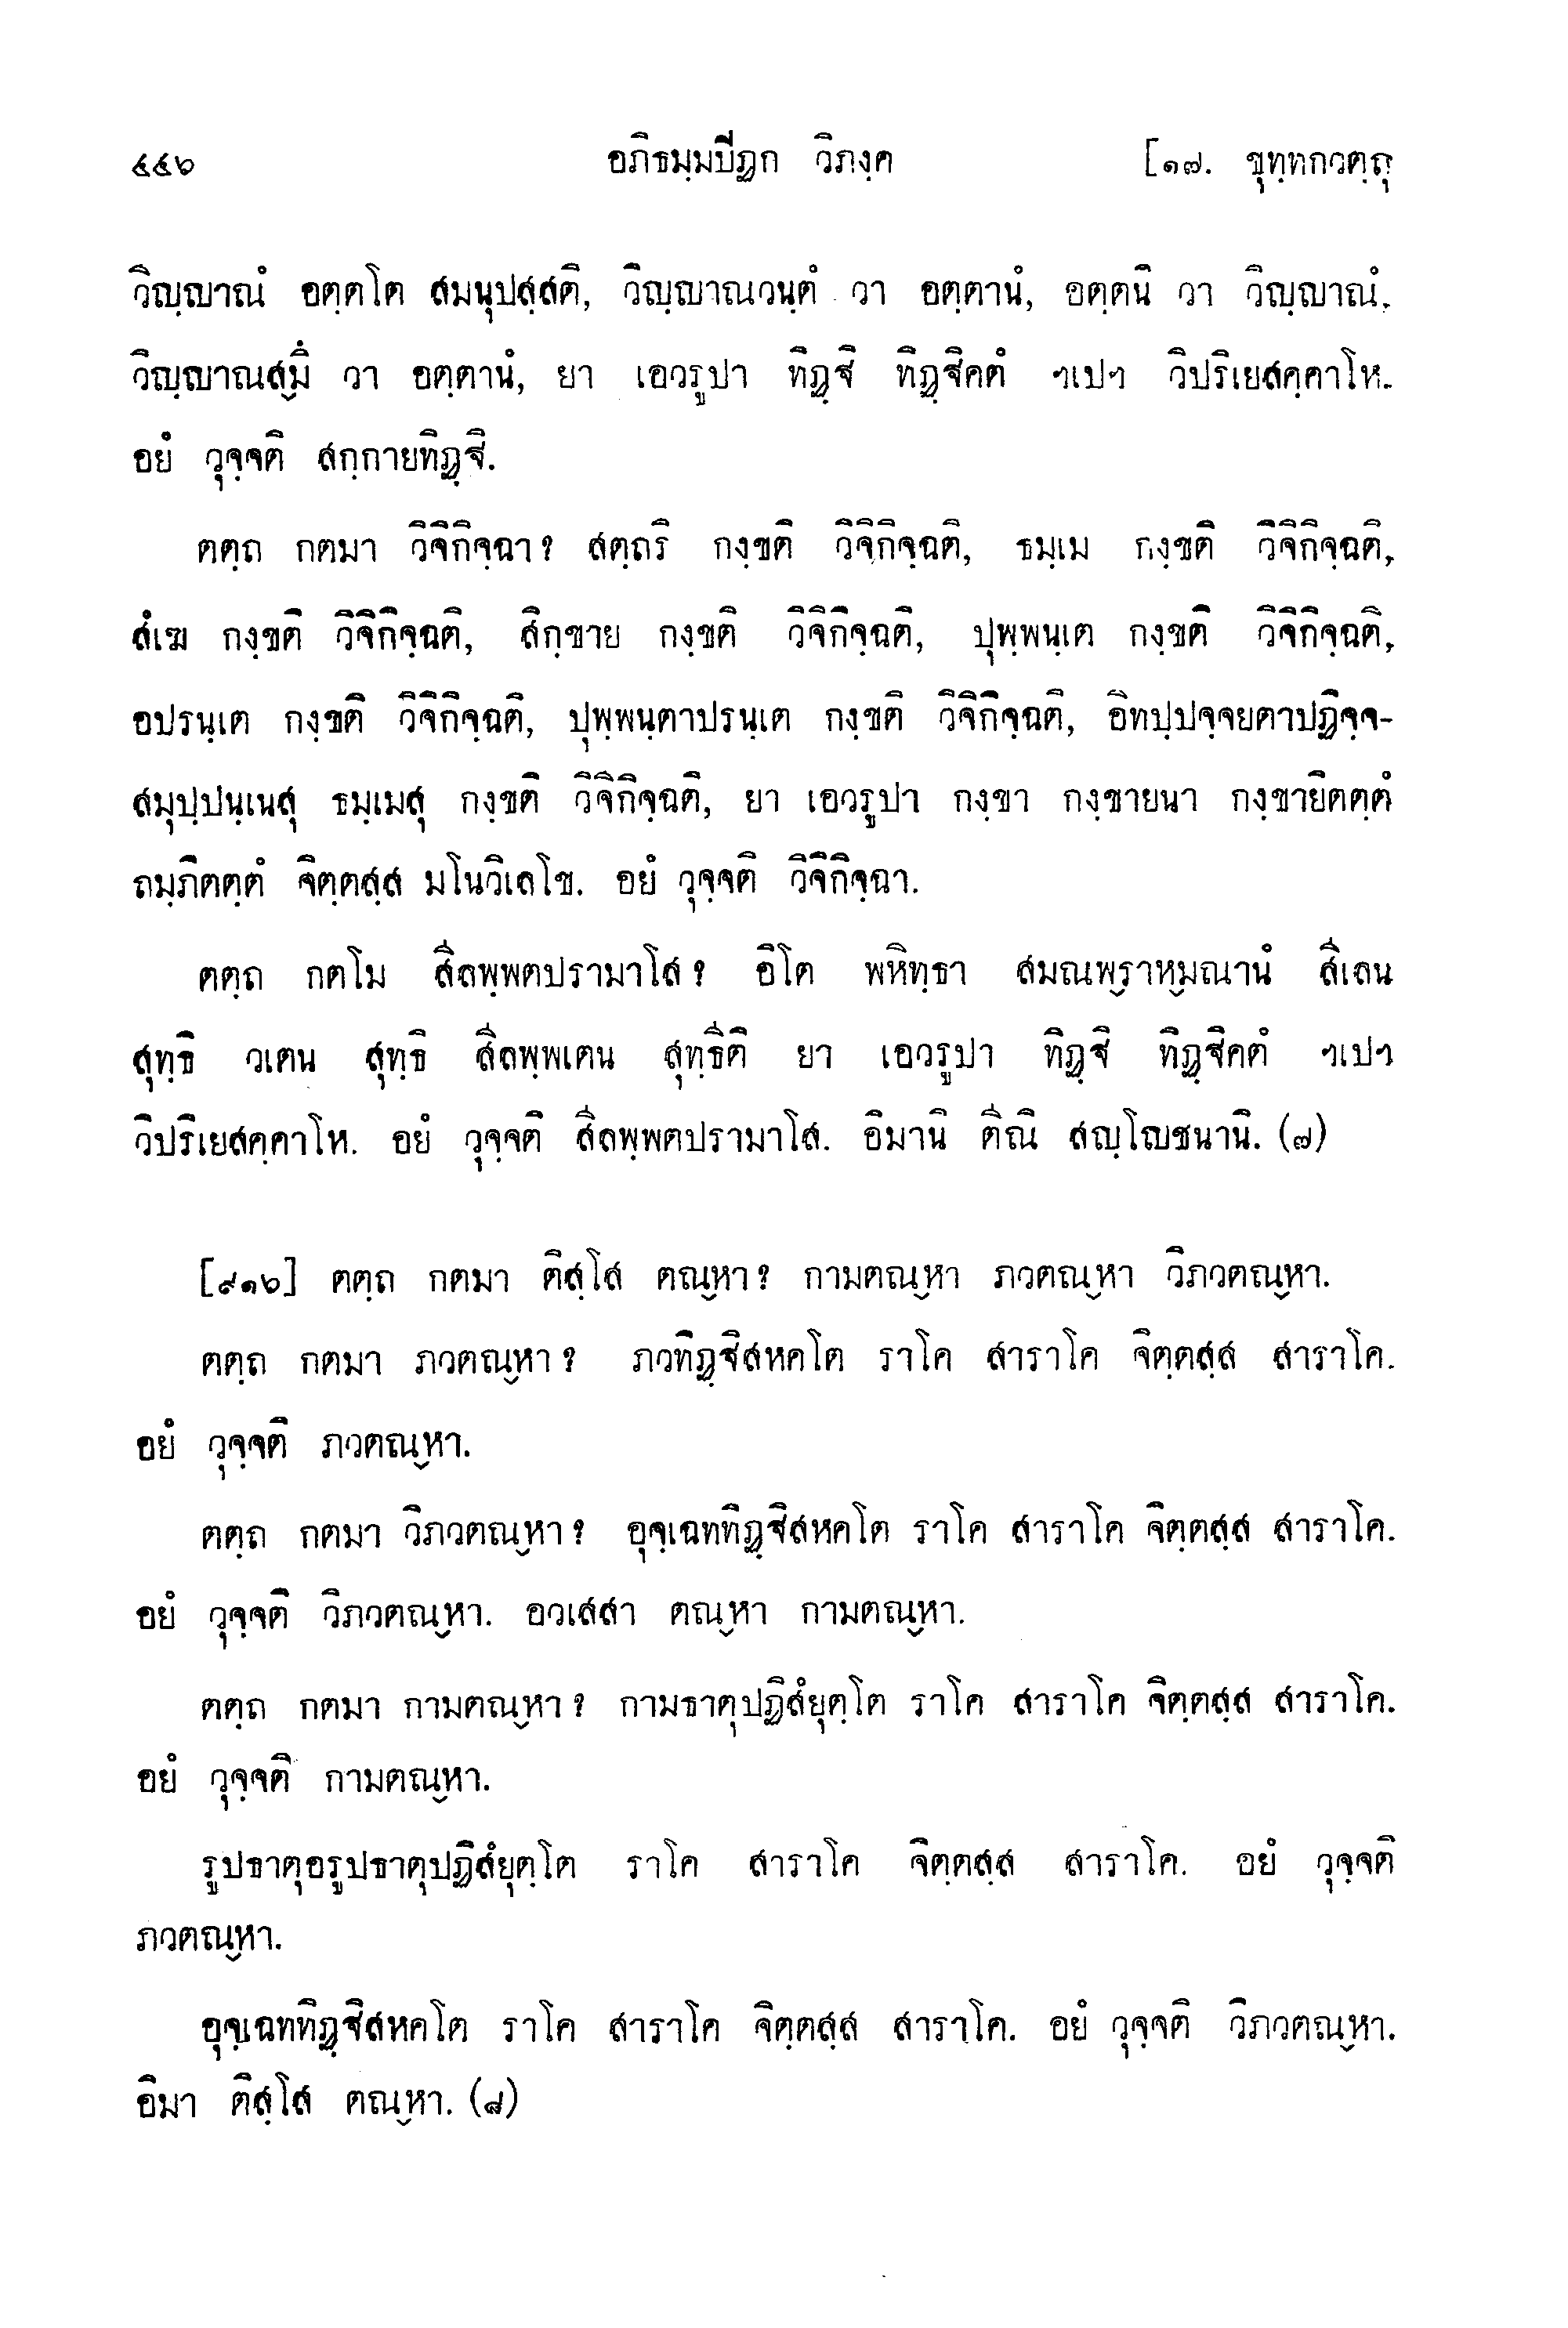 ๔๔๖ อภิธมฺมปีฏก วิภงฺค [๑๗. ขุทฺทกวตฺถุ
วิญฺญาณํ อตฺตโต สมนุปสฺสติ, วิญฺญาณวนฺตํ วา อตฺตานํ, อตฺตนิ วา วิญฺญาณํ,
วิญฺญาณสฺมึ วา อตฺตานํ, ยา เอวรูปา ทิฏฺฐิ ทิฏฺฐิคตํ ฯเปฯ วิปริเยสคฺคาโห.
อยํ วุจฺจติ สกฺกายทิฏฺฐิ.
ตตฺถ กตมา วิจิกิจฺฉา? สตฺถริ กงฺขติ วิจิกิจฺฉติ, ธมฺเม กงฺขติ วิจิกิจฺฉติ,
สํเฆ กงฺขติ วิจิกิจฺฉติ, สิกฺขาย กงฺขติ วิจิกิจฺฉติ, ปุพฺพนฺเต กงฺขติ วิจิกิจฺฉติ,
อปรนฺเต กงฺขติ วิจิกิจฺฉติ, ปุพฺพนฺตาปรนฺเต กงฺขติ วิจิกิจฺฉติ, อิทปฺปจฺจยตาปฏิจฺจ-
สมุปฺปนฺเนสุ ธมฺเมสุ กงฺขติ วิจิกิจฺฉติ, ยา เอวรูปา กงฺขา กงฺขายนา กงฺขายิตตฺตํ
ถมฺภิตตฺตํ จิตฺตสฺส มโนวิเลโข. อยํ วุจฺจติ วิจิกิจฺฉา.
ตตฺถ กตโม สีลพฺพตปรามาโส? อิโต พหิทฺธา สมณพฺราหฺมณานํ สีเลน
สุทฺธิ วเตน สุทฺธิ สีลพฺพเตน สุทฺธีติ ยา เอวรูปา ทิฏฺฐิ ทิฏฺฐิคตํ ฯเปฯ
วิปริเยสคฺคาโห. อยํ วุจฺจติ สีลพฺพตปรามาโส. อิมานิ ตีณิ สญฺโญชนานิ. (๗)
[๙๑๖] ตตฺถ กตมา ติสฺโส ตณฺหา? กามตณฺหา ภวตณฺหา วิภวตณฺหา.
ตตฺถ กตมา ภวตณฺหา? ภวทิฏฺฐิสหคโต ราโค สาราโค จิตฺตสฺส สาราโค.
อยํ วุจฺจติ ภวตณฺหา.
ตตฺถ กตมา วิภวตณฺหา? อุจฺเฉททิฏฺฐิสหคโต ราโค สาราโค จิตฺตสฺส สาราโค.
อยํ วุจฺจติ วิภวตณฺหา. อวเสสา ตณฺหา กามตณฺหา.
ตตฺถ กตมา กามตณฺหา? กามธาตุปฏิสํยุตฺโต ราโค สาราโค จิตฺตสฺส สาราโค.
อยํ วุจฺจติ กามตณฺหา.
รูปธาตุอรูปธาตุปฏิสํยุตฺโต ราโค สาราโค จิตฺตสฺส สาราโค. อยํ วุจฺจติ
ภวตณฺหา.
อุจฺเฉททิฏฺฐิสหคโต ราโค สาราโค จิตฺตสฺส สาราโค. อยํ วุจฺจติ วิภวตณฺหา.
อิมา ติสฺโส ตณฺหา. (๘)